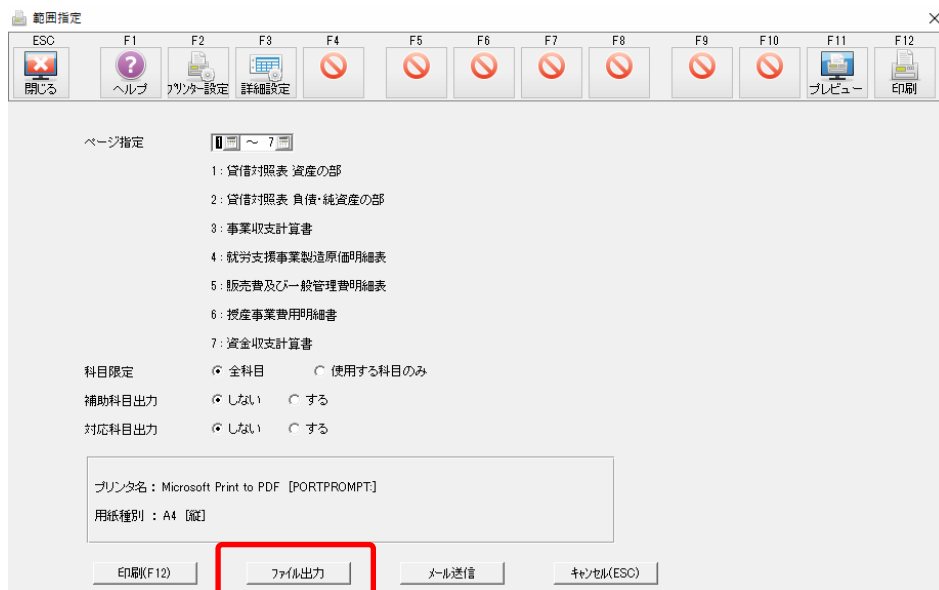 範囲指定
ESC F1 F2 F3 F4 F5 F6 F7 F8 F9 F10 F11 F12
閉じる ヘルプ プリンター設定 詳細設定 プレビュー 印刷
ページ指定 1 ～ 7
1：貸借対照表 資産の部
2：貸借対照表 負債・純資産の部
3：事業収支計算書
4：就労支援事業製造原価明細表
5：販売費及び一般管理費明細表
6：授産事業費用明細書
7：資金収支計算書
科目限定 全科目 使用する科目のみ
補助科目出力 しない する
対応科目出力 しない する
プリンタ名：Microsoft Print to PDF [PORTPROMPT:]
用紙種別 ：A4 [縦]
印刷(F12) ファイル出力 メール送信 キャンセル(ESC)